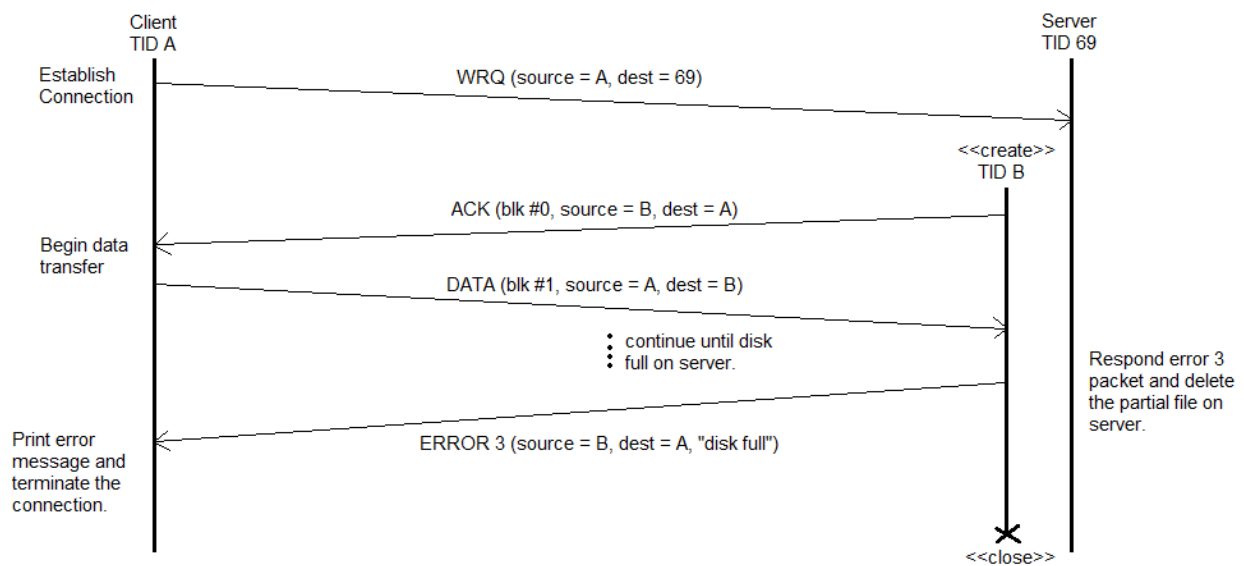 Client
TID A
Server
TID 69
Establish
Connection
WRQ (source = A, dest = 69)
<<create>>
TID B
ACK (blk #0, source = B, dest = A)
Begin data
transfer
DATA (blk #1, source = A, dest = B)
continue until disk
full on server.
Respond error 3
packet and delete
the partial file on
server.
Print error
message and
terminate the
connection.
ERROR 3 (source = B, dest = A, "disk full")
<<close>>